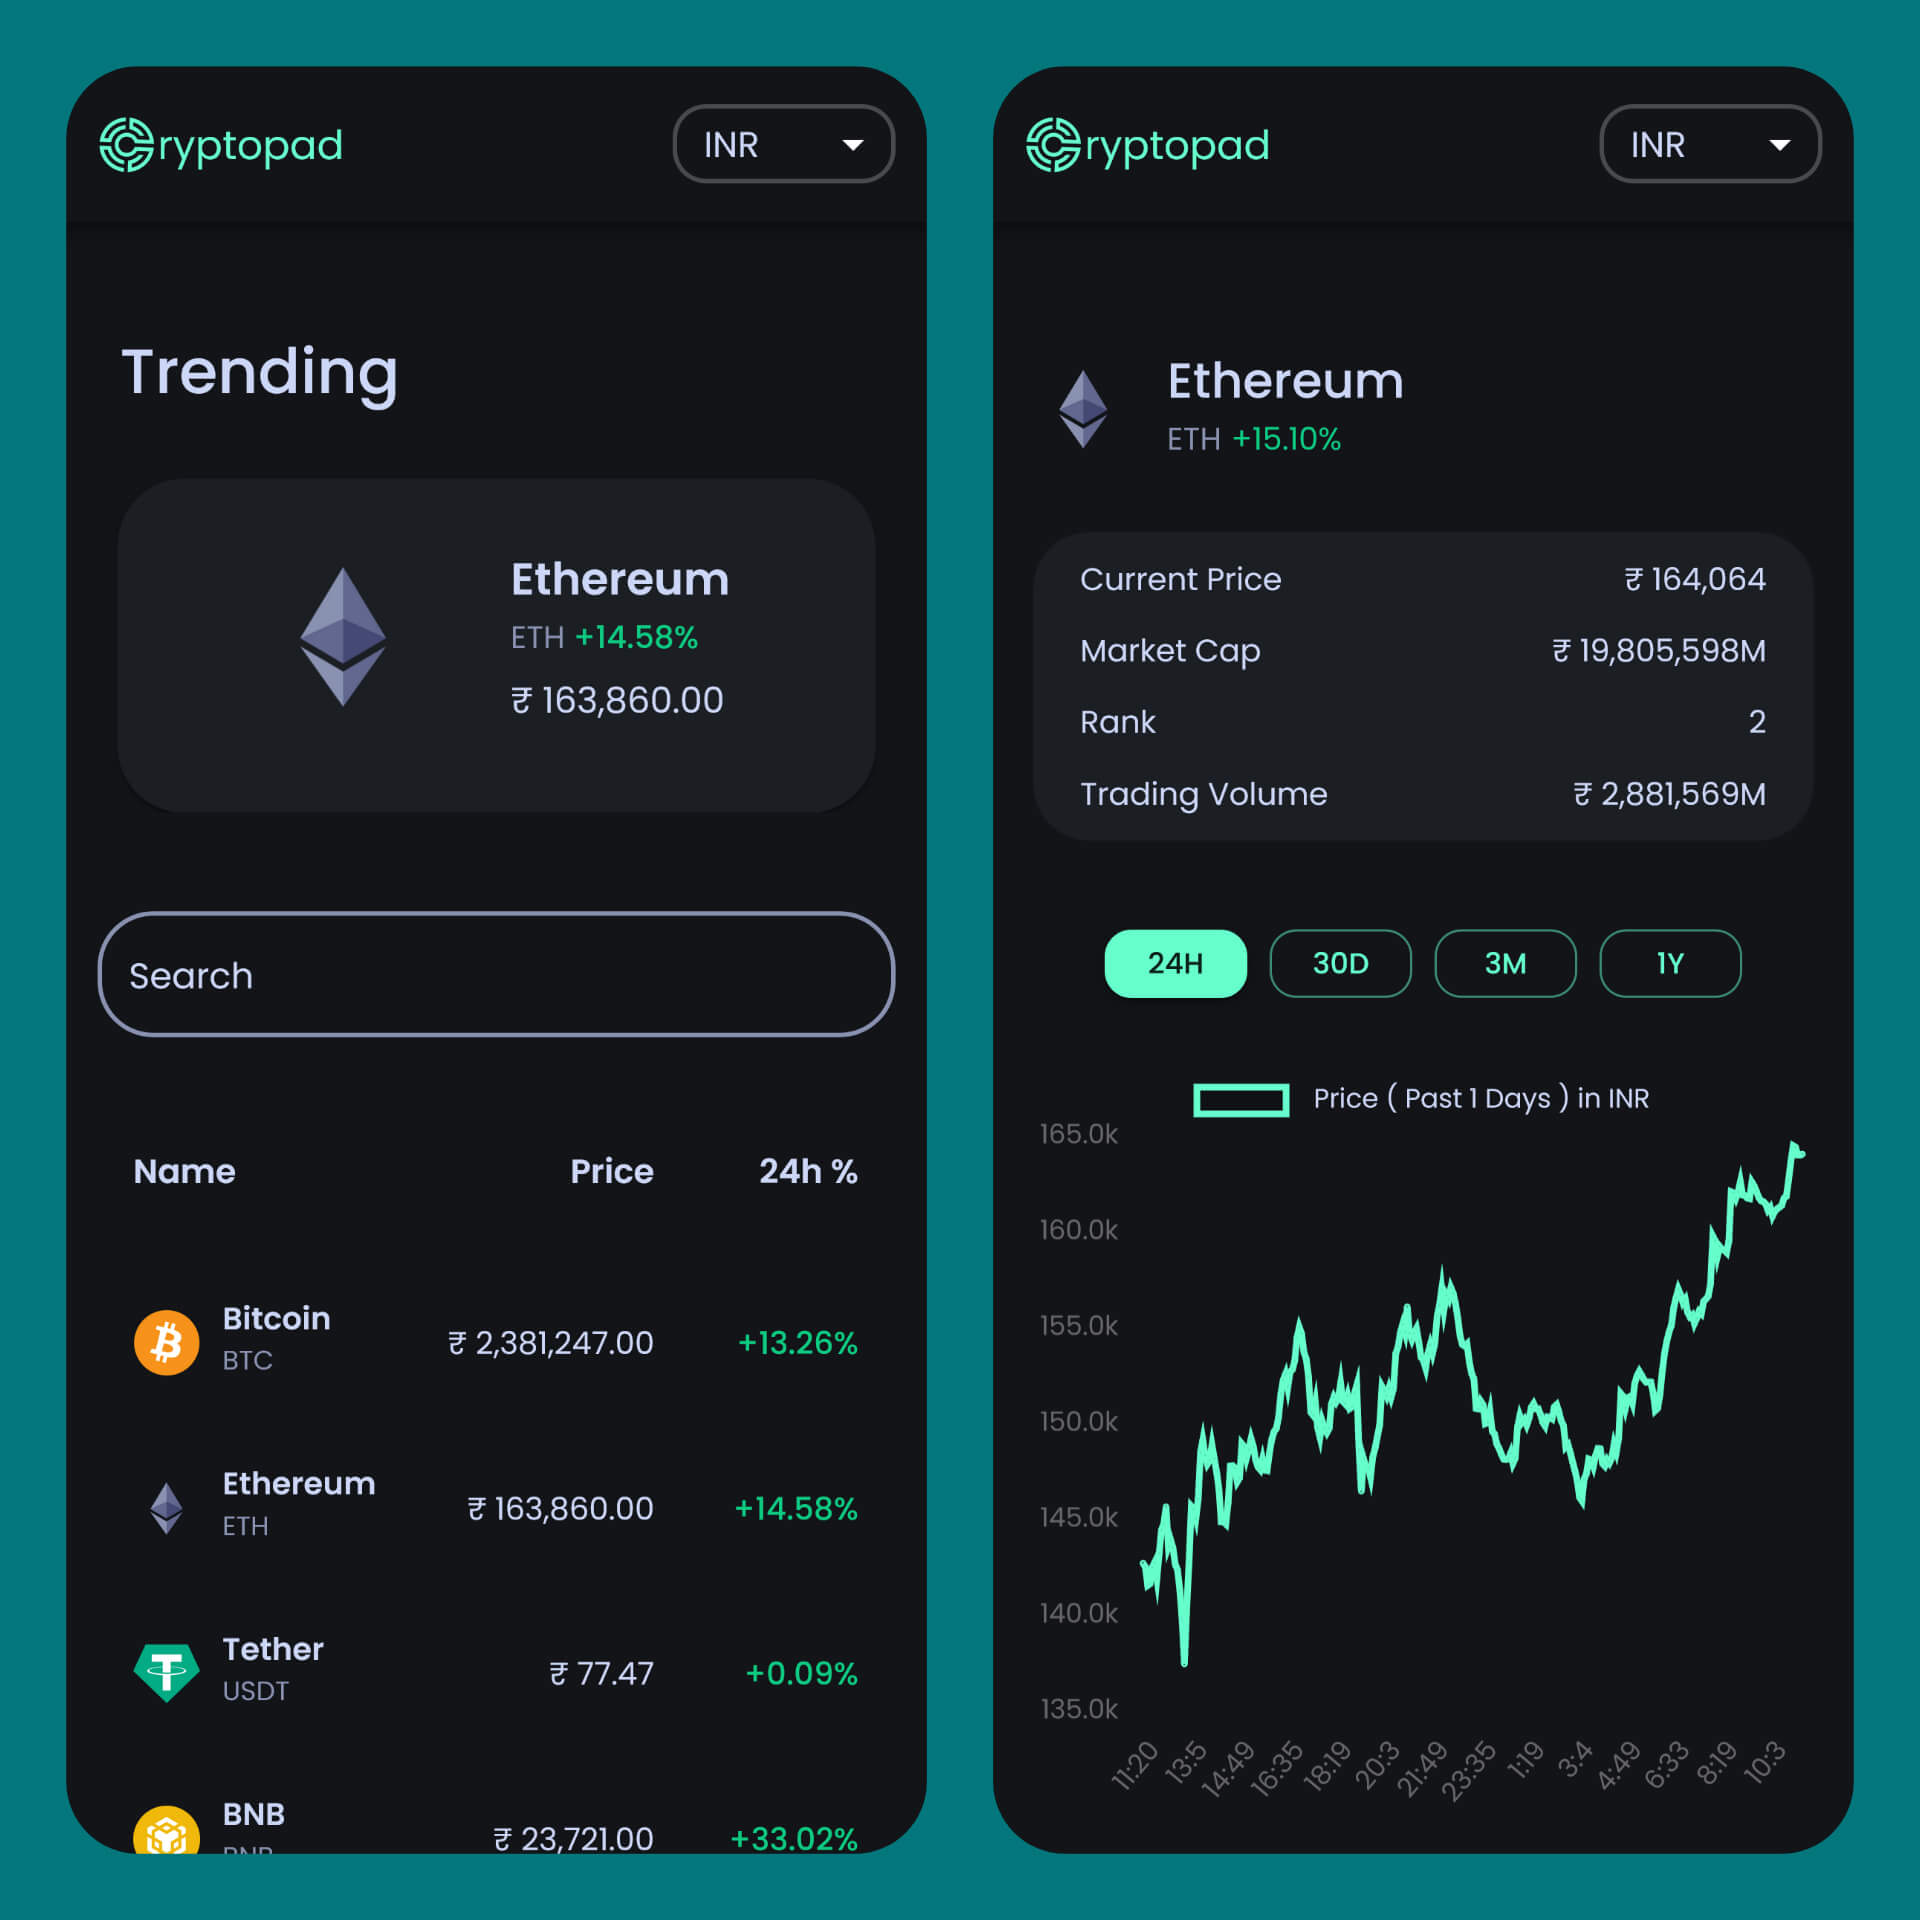 Cryptopad
INR
Trending
Ethereum
ETH +14.58%
₹ 163,860.00
Search
Name Price 24h %
Bitcoin
BTC
₹ 2,381,247.00 +13.26%
Ethereum
ETH
₹ 163,860.00 +14.58%
Tether
USDT
₹ 77.47 +0.09%
BNB
BNB
₹ 23,721.00 +33.02%
Cryptopad
INR
Ethereum
ETH +15.10%
Current Price ₹ 164,064
Market Cap ₹ 19,805,598M
Rank 2
Trading Volume ₹ 2,881,569M
24H 30D 3M 1Y
Price ( Past 1 Days ) in INR
165.0k
160.0k
155.0k
150.0k
145.0k
140.0k
135.0k
11:20 13:5 14:49 16:35 18:19 20:3 21:49 23:35 1:19 3:4 4:49 6:33 8:19 10:3